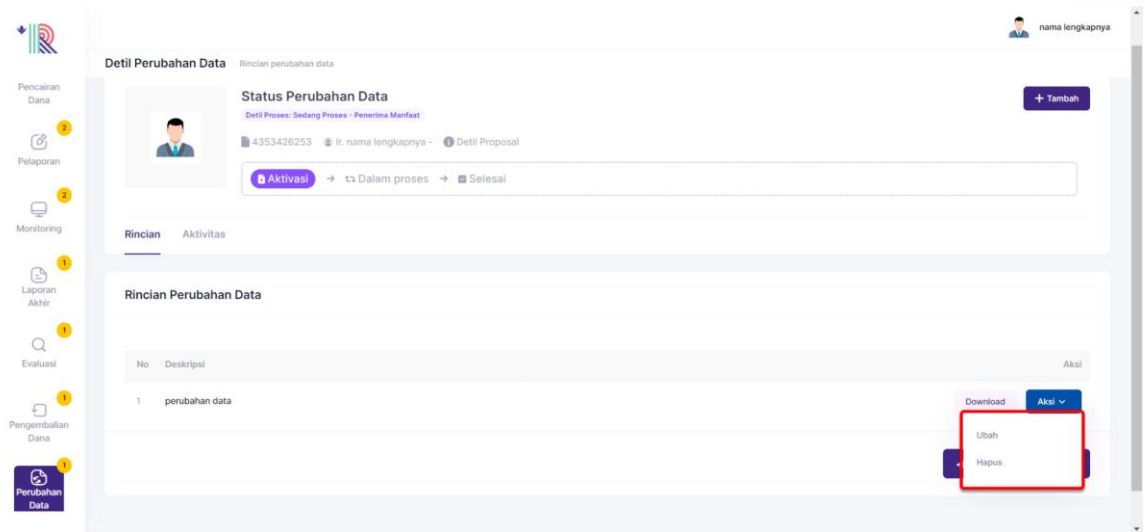 nama lengkapnya
Detil Perubahan Data Rincian perubahan data
Pencairan
Dana
2
Pelaporan
2
Monitoring
1
Laporan
Akhir
1
Evaluasi
1
Pengembalian
Dana
1
Perubahan
Data
Status Perubahan Data
+ Tambah
Detil Proses: Sedang Proses - Penerima Manfaat
4353426253 Ir. nama lengkapnya - Detil Proposal
Aktivasi → Dalam proses → Selesai
Rincian Aktivitas
Rincian Perubahan Data
No Deskripsi Aksi
1 perubahan data Download Aksi
Ubah
Hapus